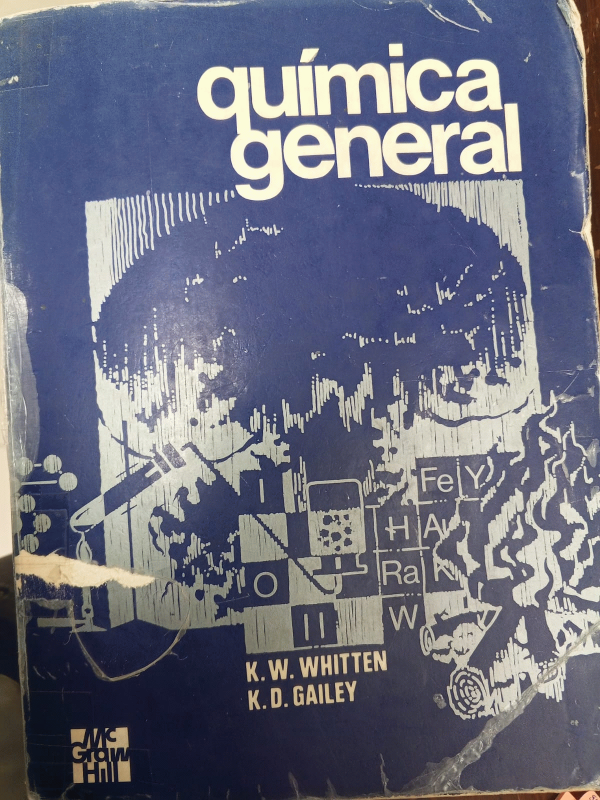 química
general
I
Fe Y
H
O Ra K
II W
K. W. WHITTEN
K. D. GAILEY
Mc
Graw
Hill